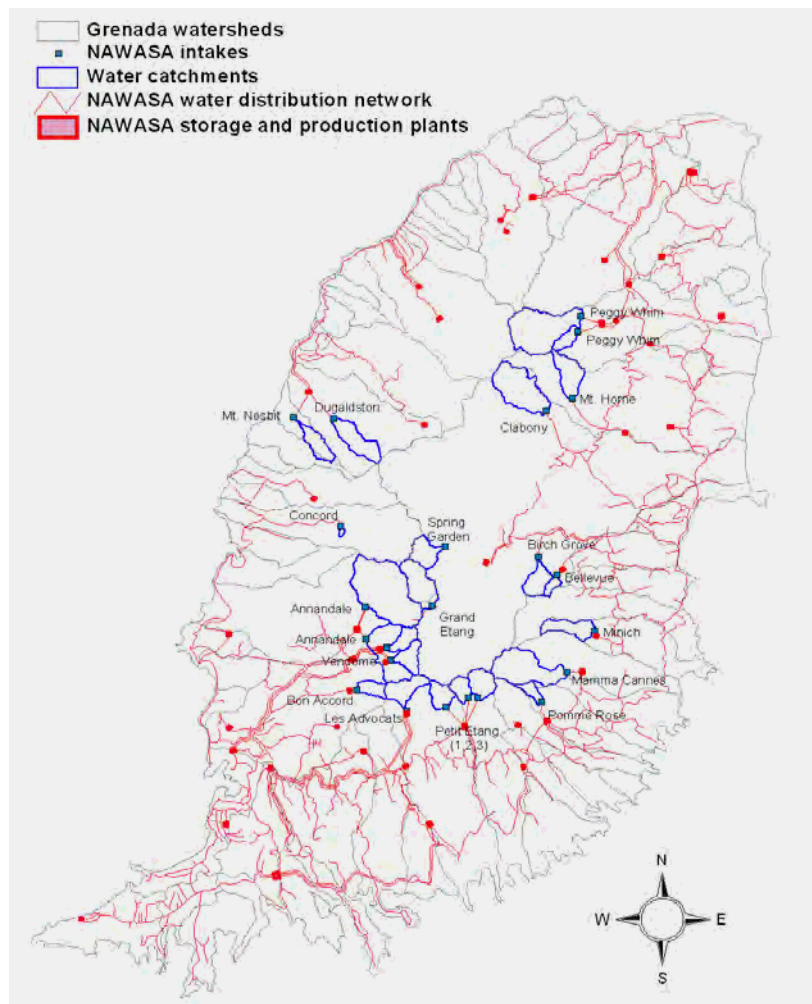 Grenada watersheds
NAWASA intakes
Water catchments
NAWASA water distribution network
NAWASA storage and production plants
Peggy Whim
Peggy Whim
Mt. Horne
Clabony
Mt. Nesbit
Dugaldston
Concord
Spring
Garden
Birch Grove
Bellevue
Annandale
Grand
Etang
Annandale
Minich
Vendome
Mamma Cannes
Bon Accord
Pomme Rose
Les Advocats
Petit Etang
(1,2,3)
N
W
E
S